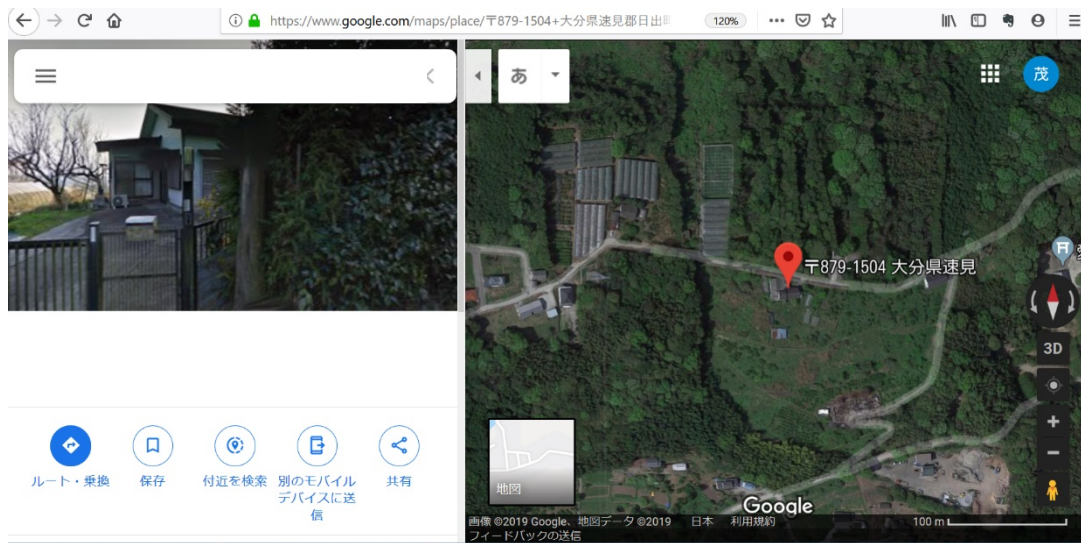 https://www.google.com/maps/place/〒879-1504+大分県速見郡日出
120%
あ
茂
〒879-1504 大分県速見
3D
ルート・乗換
保存
付近を検索
別のモバイル
デバイスに送
信
共有
地図
Google
画像 ©2019 Google、地図データ ©2019 日本 利用規約 100 m
フィードバックの送信